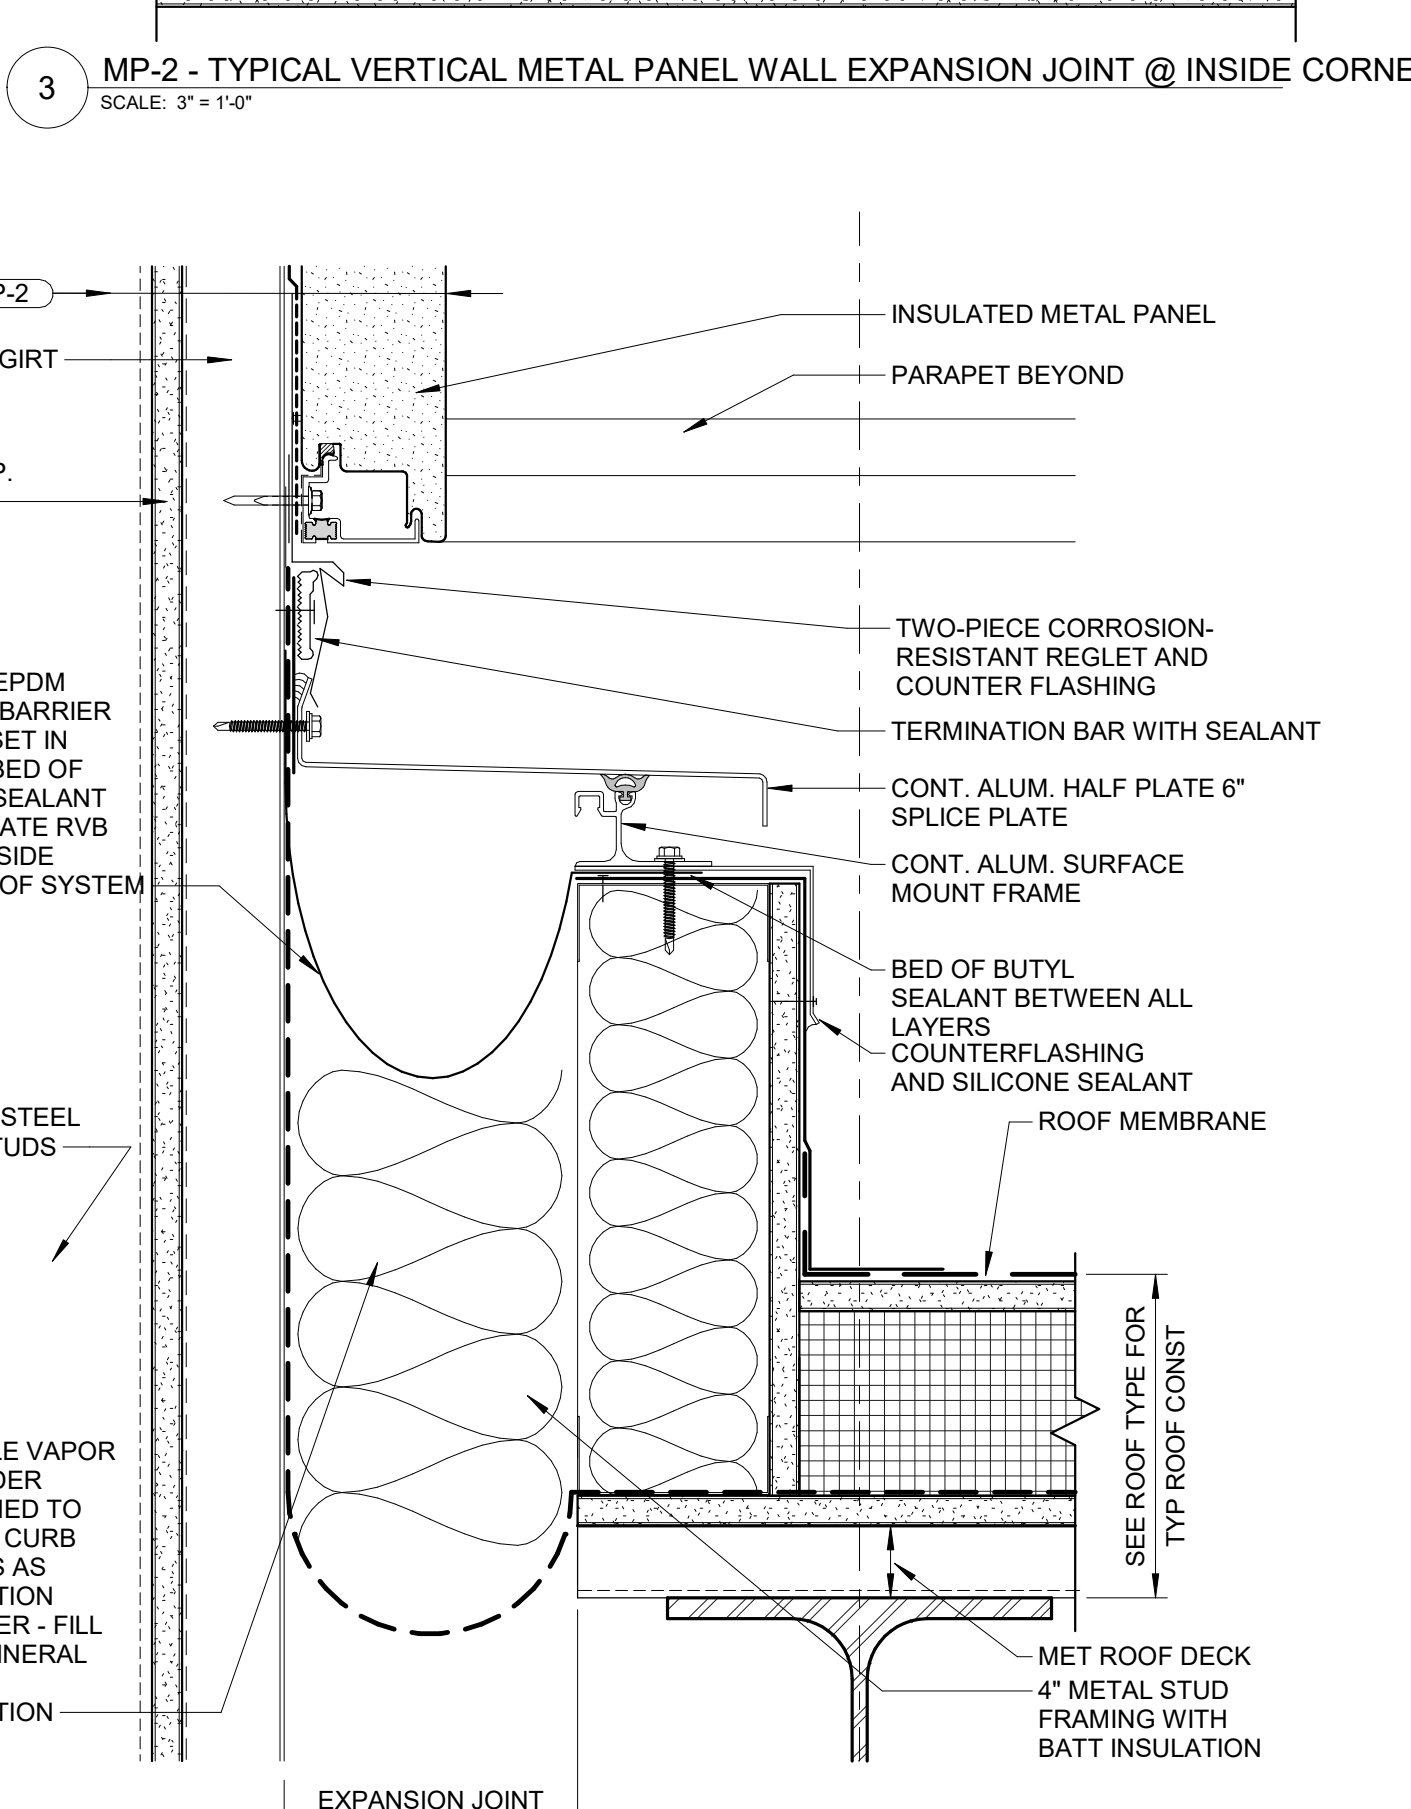 3
MP-2 - TYPICAL VERTICAL METAL PANEL WALL EXPANSION JOINT @ INSIDE CORNE
SCALE: 3" = 1'-0"
P-2
GIRT
P.
EPDM
BARRIER
SET IN
BED OF
SEALANT
ATE RVB
SIDE
OF SYSTEM
STEEL
TUDS
LE VAPOR
DER
NED TO
CURB
S AS
TION
ER - FILL
INERAL
TION
INSULATED METAL PANEL
PARAPET BEYOND
TWO-PIECE CORROSION-
RESISTANT REGLET AND
COUNTER FLASHING
TERMINATION BAR WITH SEALANT
CONT. ALUM. HALF PLATE 6"
SPLICE PLATE
CONT. ALUM. SURFACE
MOUNT FRAME
BED OF BUTYL
SEALANT BETWEEN ALL
LAYERS
COUNTERFLASHING
AND SILICONE SEALANT
ROOF MEMBRANE
SEE ROOF TYPE FOR
TYP ROOF CONST
MET ROOF DECK
4" METAL STUD
FRAMING WITH
BATT INSULATION
EXPANSION JOINT